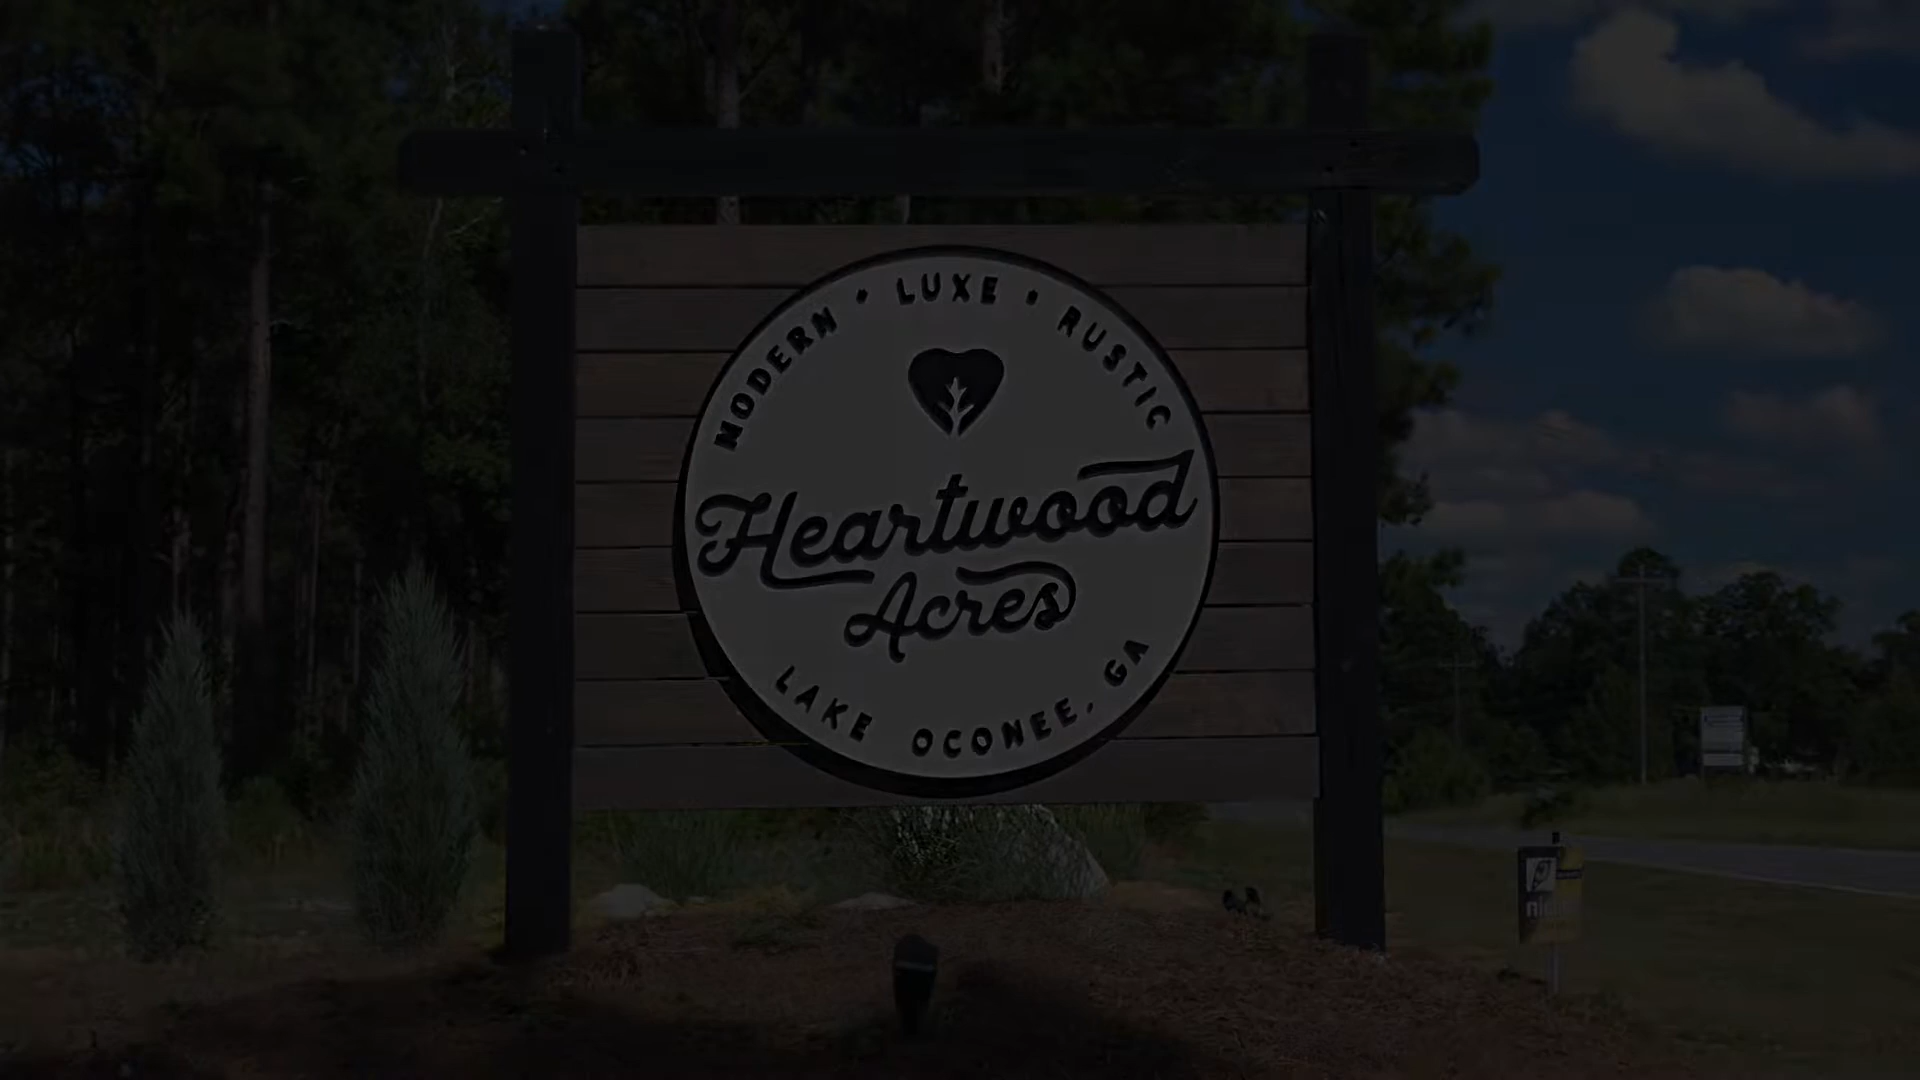 MODERN • LUXE • RUSTIC
Heartwood
Acres
LAKE OCONEE, GA